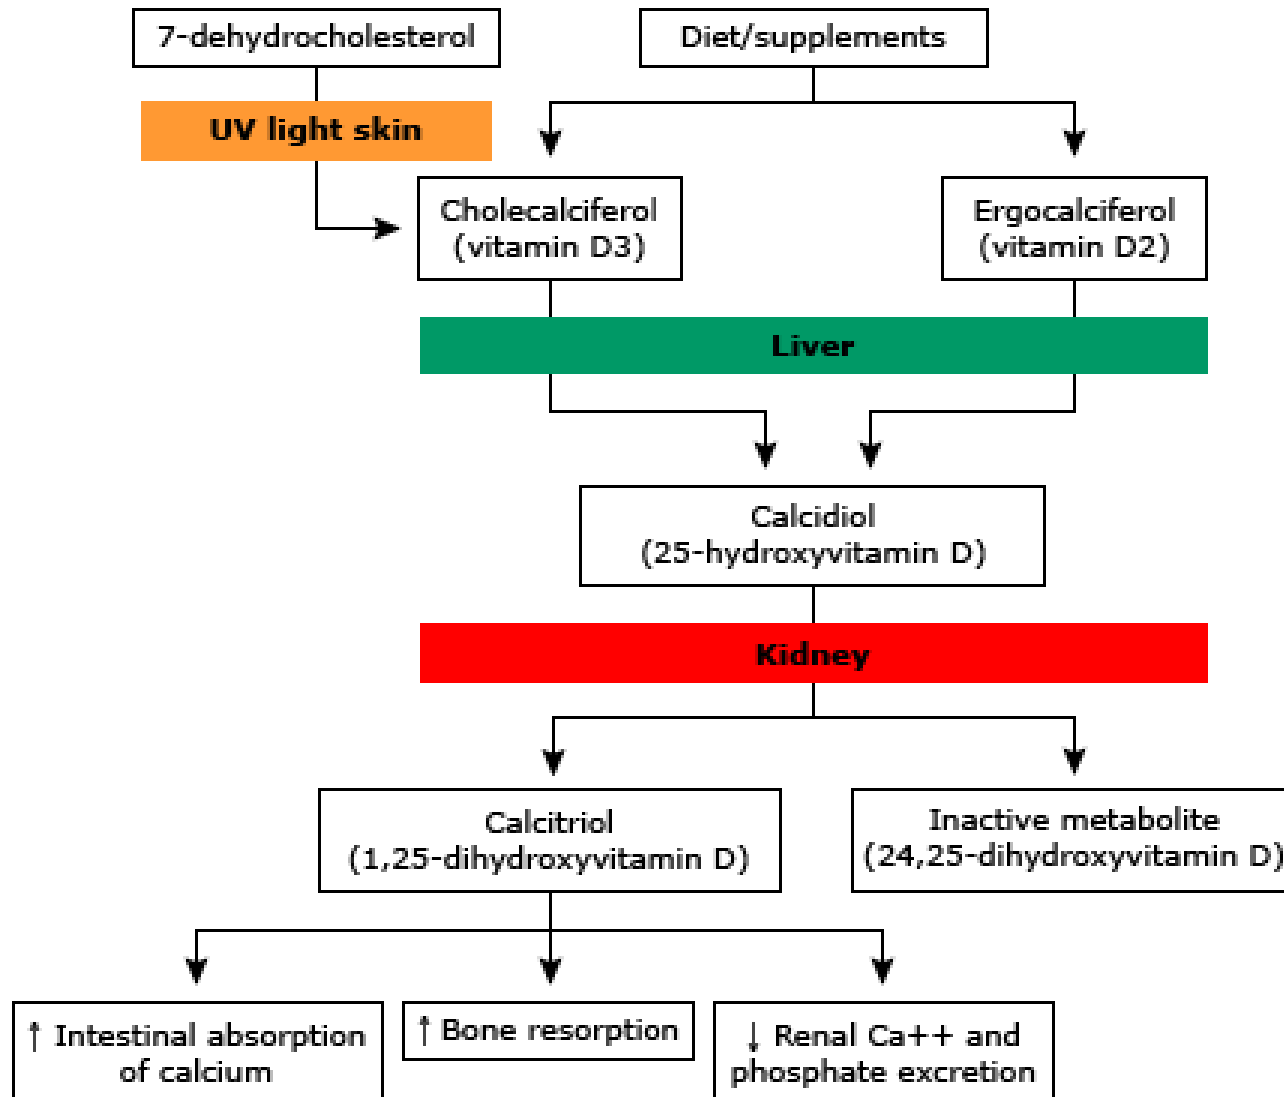 7-dehydrocholesterol
Diet/supplements
UV light skin
Cholecalciferol
(vitamin D3)
Ergocalciferol
(vitamin D2)
Liver
Calcidiol
(25-hydroxyvitamin D)
Kidney
Calcitriol
(1,25-dihydroxyvitamin D)
Inactive metabolite
(24,25-dihydroxyvitamin D)
↑ Intestinal absorption
of calcium
↑ Bone resorption
↓ Renal Ca++ and
phosphate excretion